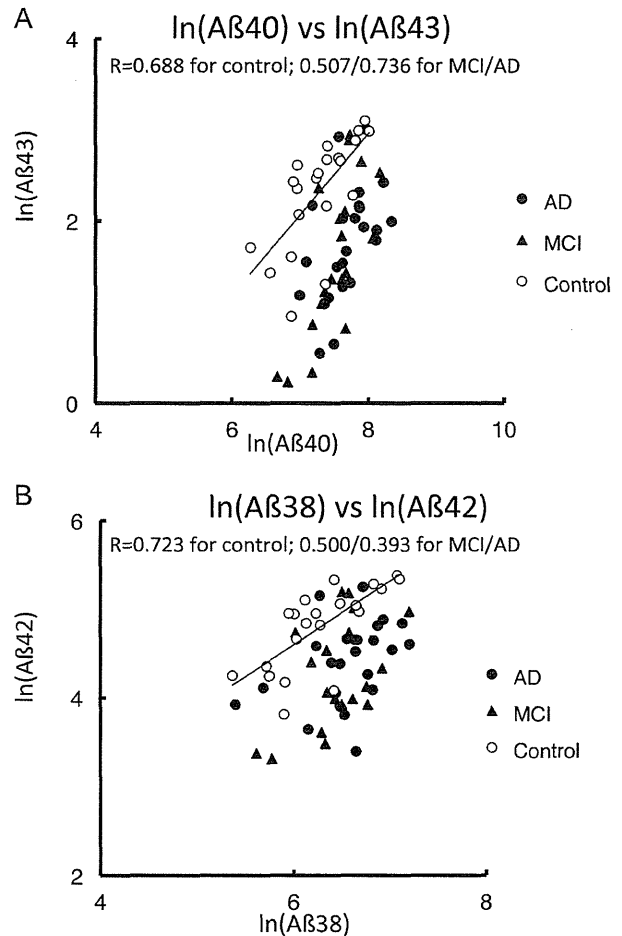 A
ln(Aß40) vs ln(Aß43)
R=0.688 for control; 0.507/0.736 for MCI/AD
4
2
0
ln(Aß43)
4
6
8
10
ln(Aß40)
AD
MCI
Control
B
ln(Aß38) vs ln(Aß42)
R=0.723 for control; 0.500/0.393 for MCI/AD
6
4
2
ln(Aß42)
4
6
8
ln(Aß38)
AD
MCI
Control